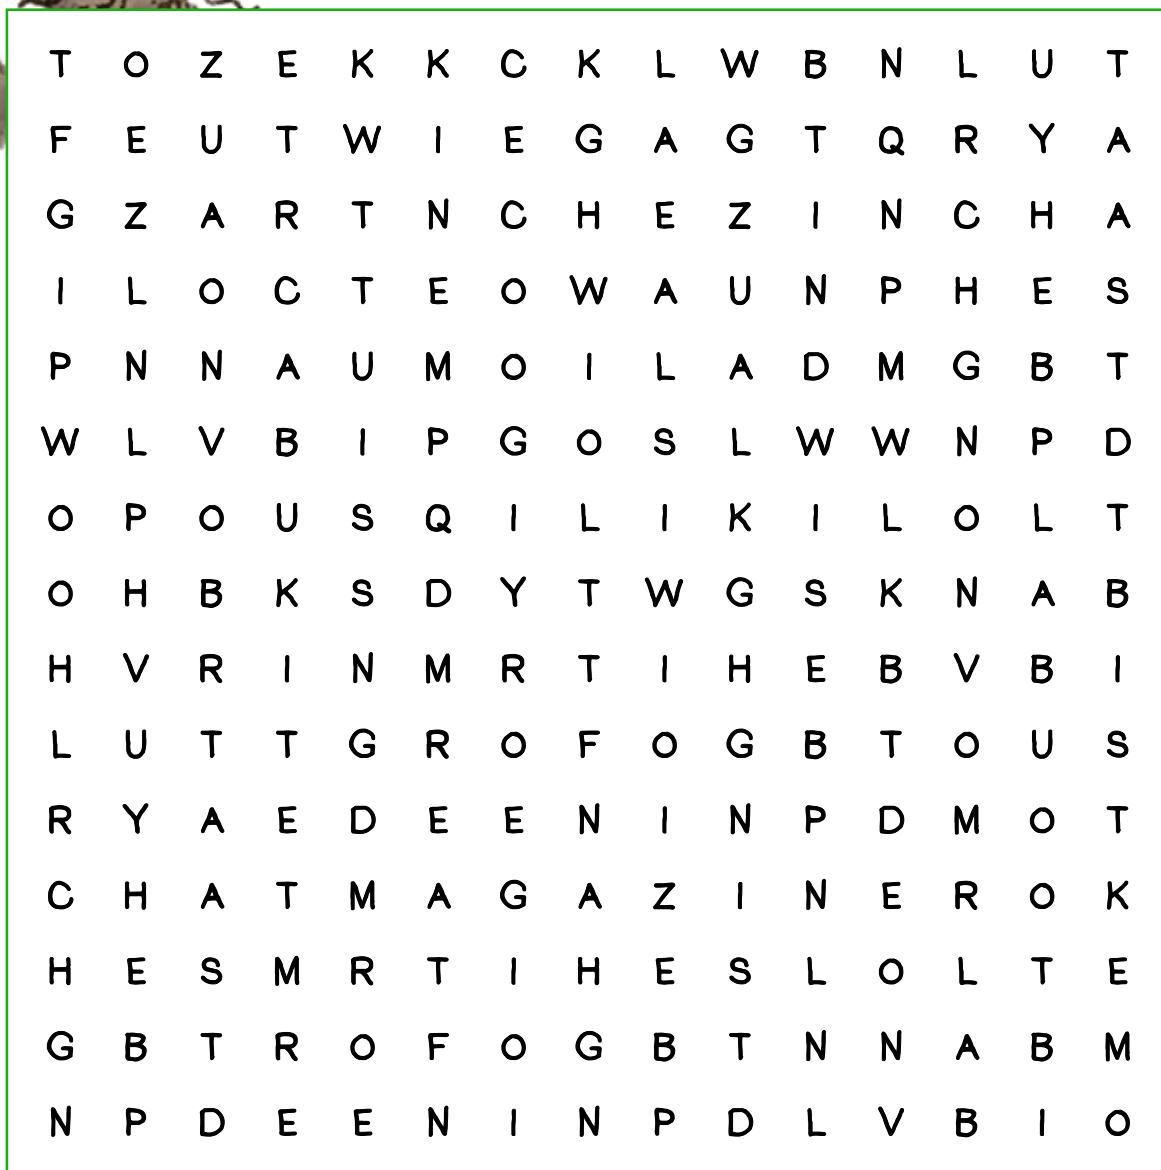 T O Z E K K C K L W B N L U T
F E U T W I E G A G T Q R Y A
G Z A R T N C H E Z I N C H A
I L O C T E O W A U N P H E S
P N N A U M O I L A D M G B T
W L V B I P G O S L W W N P D
O P O U S Q I L I K I L O L T
O H B K S D Y T W G S K N A B
H V R I N M R T I H E B V B I
L U T T G R O F O G B T O U S
R Y A E D E E N I N P D M O T
C H A T M A G A Z I N E R O K
H E S M R T I H E S L O L T E
G B T R O F O G B T N N A B M
N P D E E N I N P D L V B I O